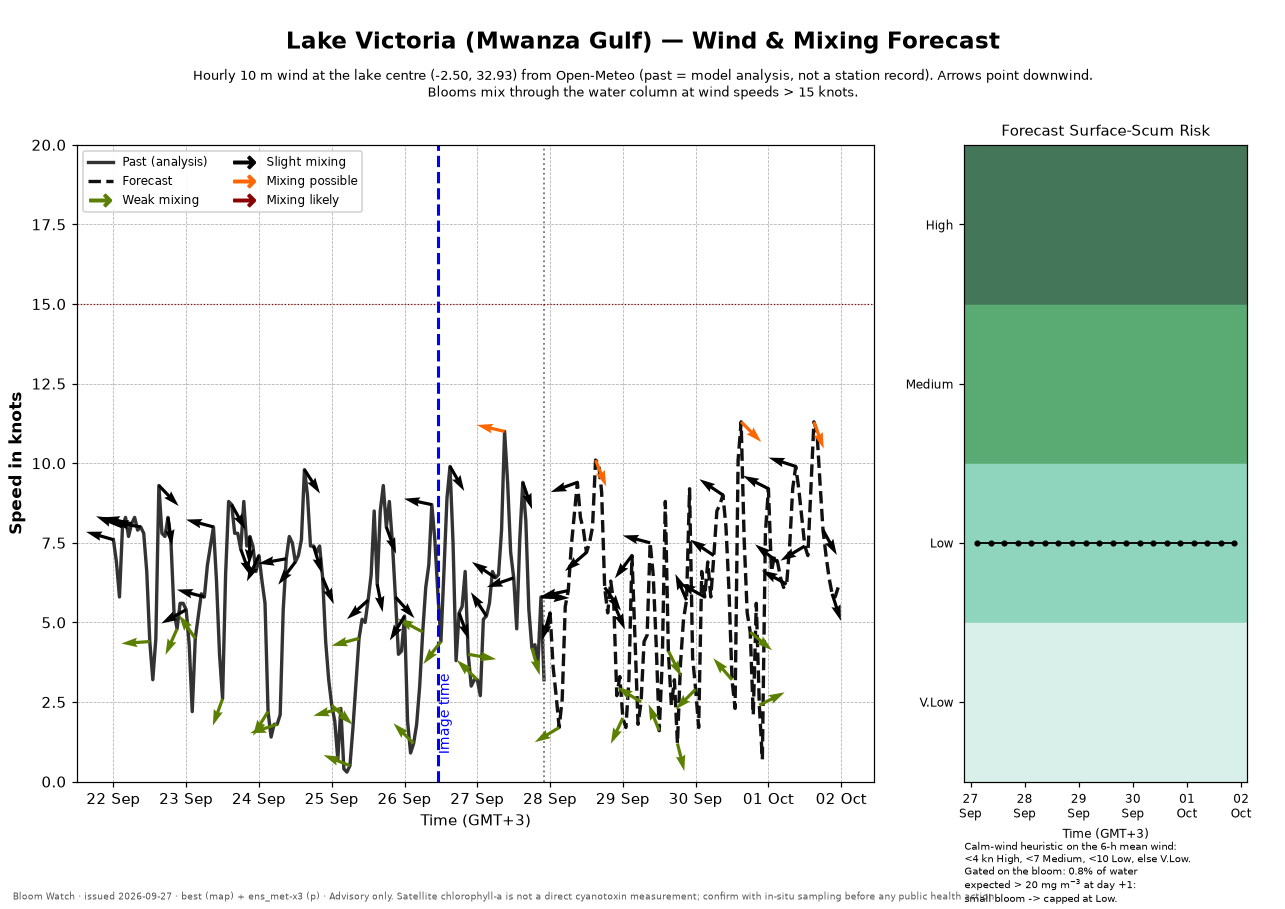 Lake Victoria (Mwanza Gulf) — Wind & Mixing Forecast
Hourly 10 m wind at the lake centre (-2.50, 32.93) from Open-Meteo (past = model analysis, not a station record). Arrows point downwind.
Blooms mix through the water column at wind speeds > 15 knots.
Past (analysis)
Forecast
Weak mixing
Slight mixing
Mixing possible
Mixing likely
20.0
17.5
15.0
12.5
10.0
7.5
5.0
2.5
0.0
Speed in knots
Image time
22 Sep 23 Sep 24 Sep 25 Sep 26 Sep 27 Sep 28 Sep 29 Sep 30 Sep 01 Oct 02 Oct
Time (GMT+3)
Forecast Surface-Scum Risk
High
Medium
Low
V.Low
27 28 29 30 01 02
Sep Sep Sep Sep Oct Oct
Time (GMT+3)
Calm-wind heuristic on the 6-h mean wind:
<4 kn High, <7 Medium, <10 Low, else V.Low.
Gated on the bloom: 0.8% of water
expected > 20 mg m⁻³ at day +1:
small bloom -> capped at Low.
Bloom Watch · issued 2026-09-27 · best (map) + ens_met-x3 (p) · Advisory only. Satellite chlorophyll-a is not a direct cyanotoxin measurement; confirm with in-situ sampling before any public health